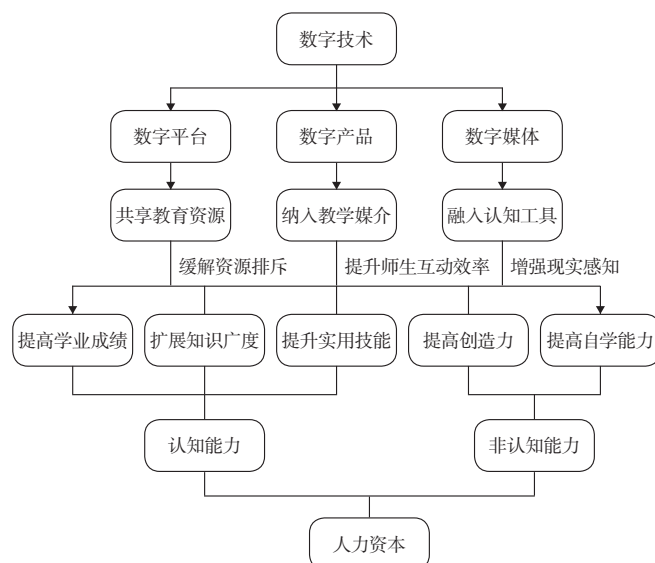 数字技术
数字平台
数字产品
数字媒体
共享教育资源
纳入教学媒介
融入认知工具
缓解资源排斥
提升师生互动效率
增强现实感知
提高学业成绩
扩展知识广度
提升实用技能
提高创造力
提高自学能力
认知能力
非认知能力
人力资本